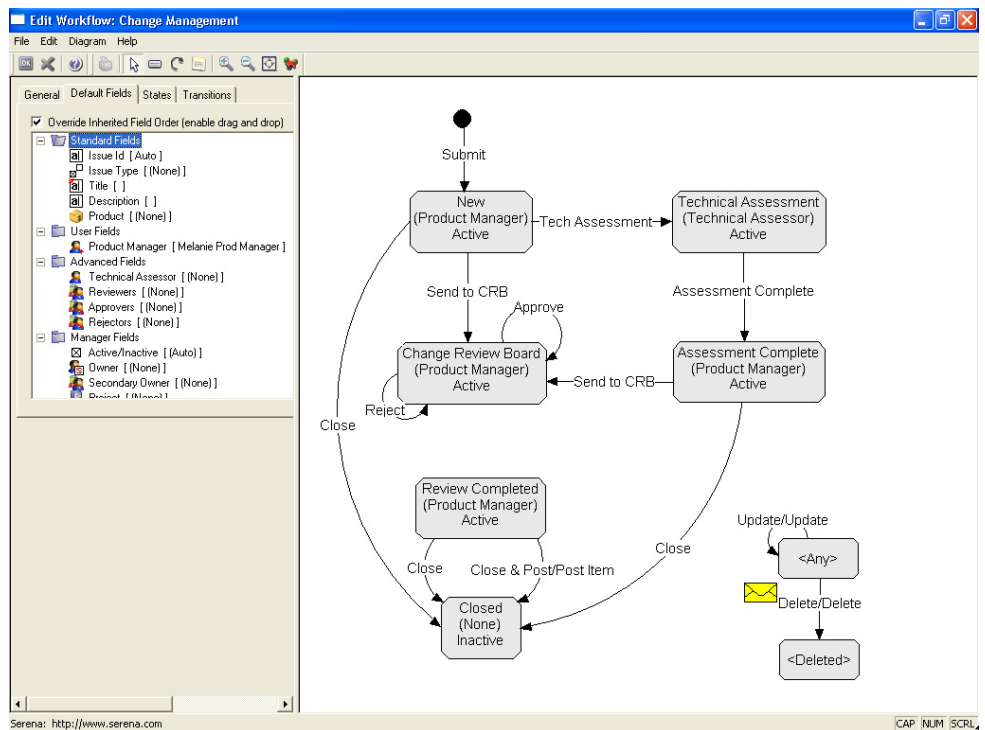 Edit Workflow: Change Management
File Edit Diagram Help
OK
General Default Fields States Transitions
Override Inherited Field Order (enable drag and drop)
Standard Fields
Issue Id [ Auto ]
Issue Type [ (None) ]
Title [ ]
Description [ ]
Product [ (None) ]
User Fields
Product Manager [ Melanie Prod Manager ]
Advanced Fields
Technical Assessor [ (None) ]
Reviewers [ (None) ]
Approvers [ (None) ]
Rejectors [ (None) ]
Manager Fields
Active/Inactive [ (Auto) ]
Owner [ (None) ]
Secondary Owner [ (None) ]
Project [ (None) ]
Submit
New
(Product Manager)
Active
Tech Assessment
Technical Assessment
(Technical Assessor)
Active
Send to CRB
Assessment Complete
Approve
Change Review Board
(Product Manager)
Active
Send to CRB
Assessment Complete
(Product Manager)
Active
Reject
Close
Review Completed
(Product Manager)
Active
Close
Close & Post/Post Item
Close
Closed
(None)
Inactive
Update/Update
<Any>
Delete/Delete
<Deleted>
Serena: http://www.serena.com
CAP NUM SCRL